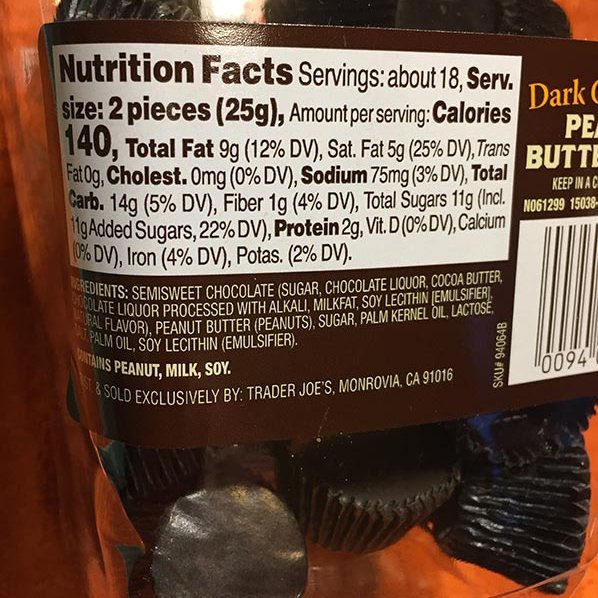 Nutrition Facts Servings: about 18, Serv.
size: 2 pieces (25g), Amount per serving: Calories
140, Total Fat 9g (12% DV), Sat. Fat 5g (25% DV), Trans
Fat 0g, Cholest. 0mg (0% DV), Sodium 75mg (3% DV), Total
Carb. 14g (5% DV), Fiber 1g (4% DV), Total Sugars 11g (Incl.
11g Added Sugars, 22% DV), Protein 2g, Vit. D (0% DV), Calcium
(0% DV), Iron (4% DV), Potas. (2% DV).
INGREDIENTS: SEMISWEET CHOCOLATE (SUGAR, CHOCOLATE LIQUOR, COCOA BUTTER,
CHOCOLATE LIQUOR PROCESSED WITH ALKALI, MILKFAT, SOY LECITHIN [EMULSIFIER],
NATURAL FLAVOR), PEANUT BUTTER (PEANUTS), SUGAR, PALM KERNEL OIL, LACTOSE,
SALT, PALM OIL, SOY LECITHIN (EMULSIFIER).
CONTAINS PEANUT, MILK, SOY.
DIST. & SOLD EXCLUSIVELY BY: TRADER JOE'S, MONROVIA, CA 91016
SKU# 94064B
Dark
PEA
BUTTE
KEEP IN A C
N061299 15038-
0094